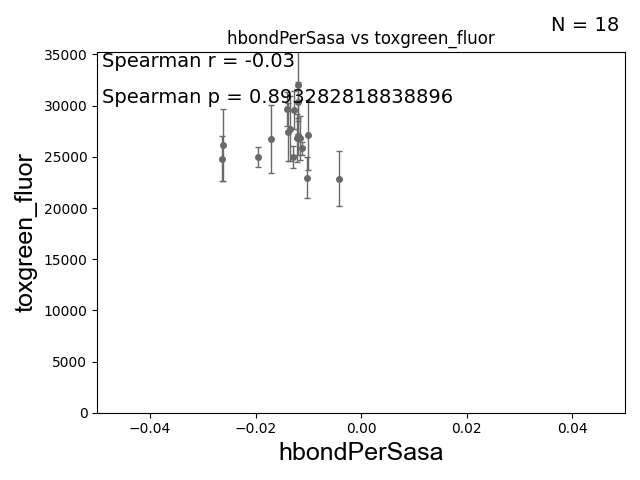 N = 18
hbondPerSasa vs toxgreen_fluor
Spearman r = -0.03
Spearman p = 0.893282818838896
35000
30000
25000
20000
15000
10000
5000
0
toxgreen_fluor
−0.04 −0.02 0.00 0.02 0.04
hbondPerSasa